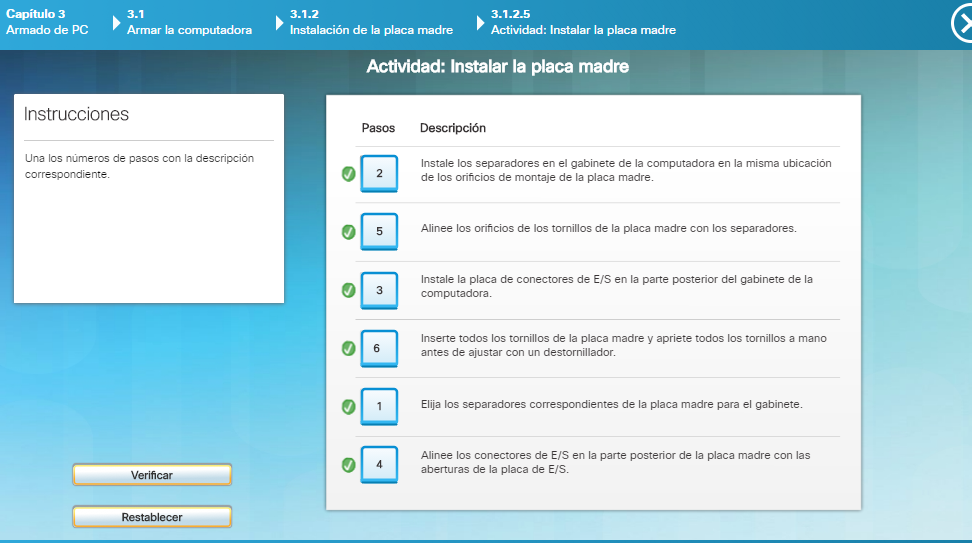 Capítulo 3
Armado de PC
3.1
Armar la computadora
3.1.2
Instalación de la placa madre
3.1.2.5
Actividad: Instalar la placa madre
Actividad: Instalar la placa madre
Instrucciones
Una los números de pasos con la descripción
correspondiente.
Pasos Descripción
2 Instale los separadores en el gabinete de la computadora en la misma ubicación
de los orificios de montaje de la placa madre.
5 Alinee los orificios de los tornillos de la placa madre con los separadores.
3 Instale la placa de conectores de E/S en la parte posterior del gabinete de la
computadora.
6 Inserte todos los tornillos de la placa madre y apriete todos los tornillos a mano
antes de ajustar con un destornillador.
1 Elija los separadores correspondientes de la placa madre para el gabinete.
4 Alinee los conectores de E/S en la parte posterior de la placa madre con las
aberturas de la placa de E/S.
Verificar
Restablecer